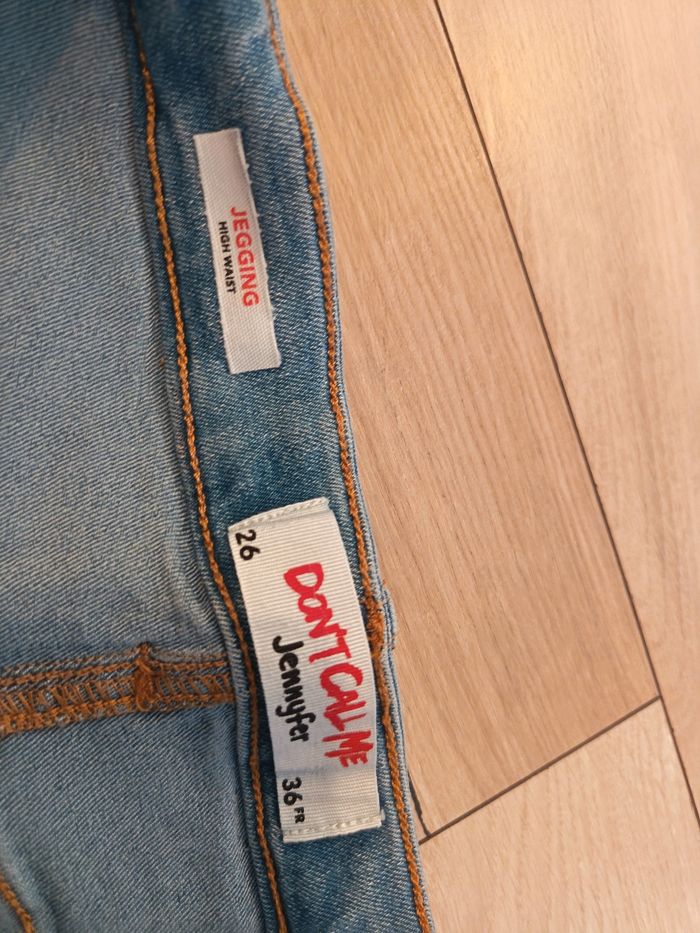 JEGGING
HIGH WAIST
DON'T CALL ME
Jennyfer
26
36 FR